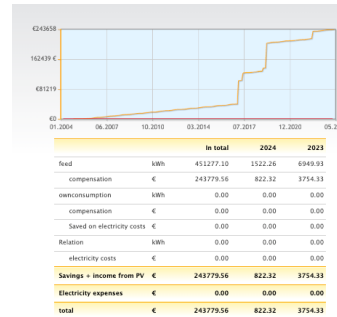 €243658
162439 €
€81219
€0
01.2004 06.2007 10.2010 03.2014 07.2017 12.2020 05.2
In total 2024 2023
feed kWh 451277.10 1522.26 6949.93
compensation € 243779.56 822.32 3754.33
ownconsumption € 0.00 0.00 0.00
compensation € 0.00 0.00 0.00
Saved on electricity costs € 0.00 0.00 0.00
Relation kWh 0.00 0.00 0.00
electricity costs € 0.00 0.00 0.00
Savings + income from PV € 243779.56 822.32 3754.33
Electricity expenses € 0.00 0.00 0.00
total € 243779.56 822.32 3754.33